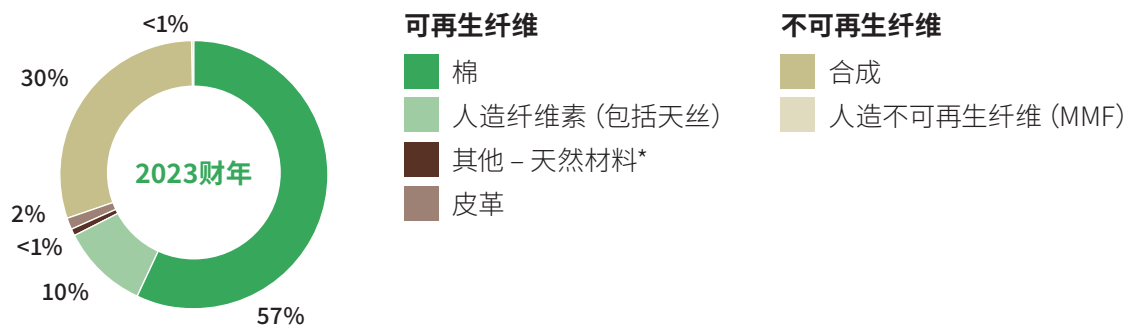 <1%
30%
2023财年
2%
<1%
10%
57%
可再生纤维
棉
人造纤维素（包括天丝）
其他 – 天然材料*
皮革
不可再生纤维
合成
人造不可再生纤维（MMF）